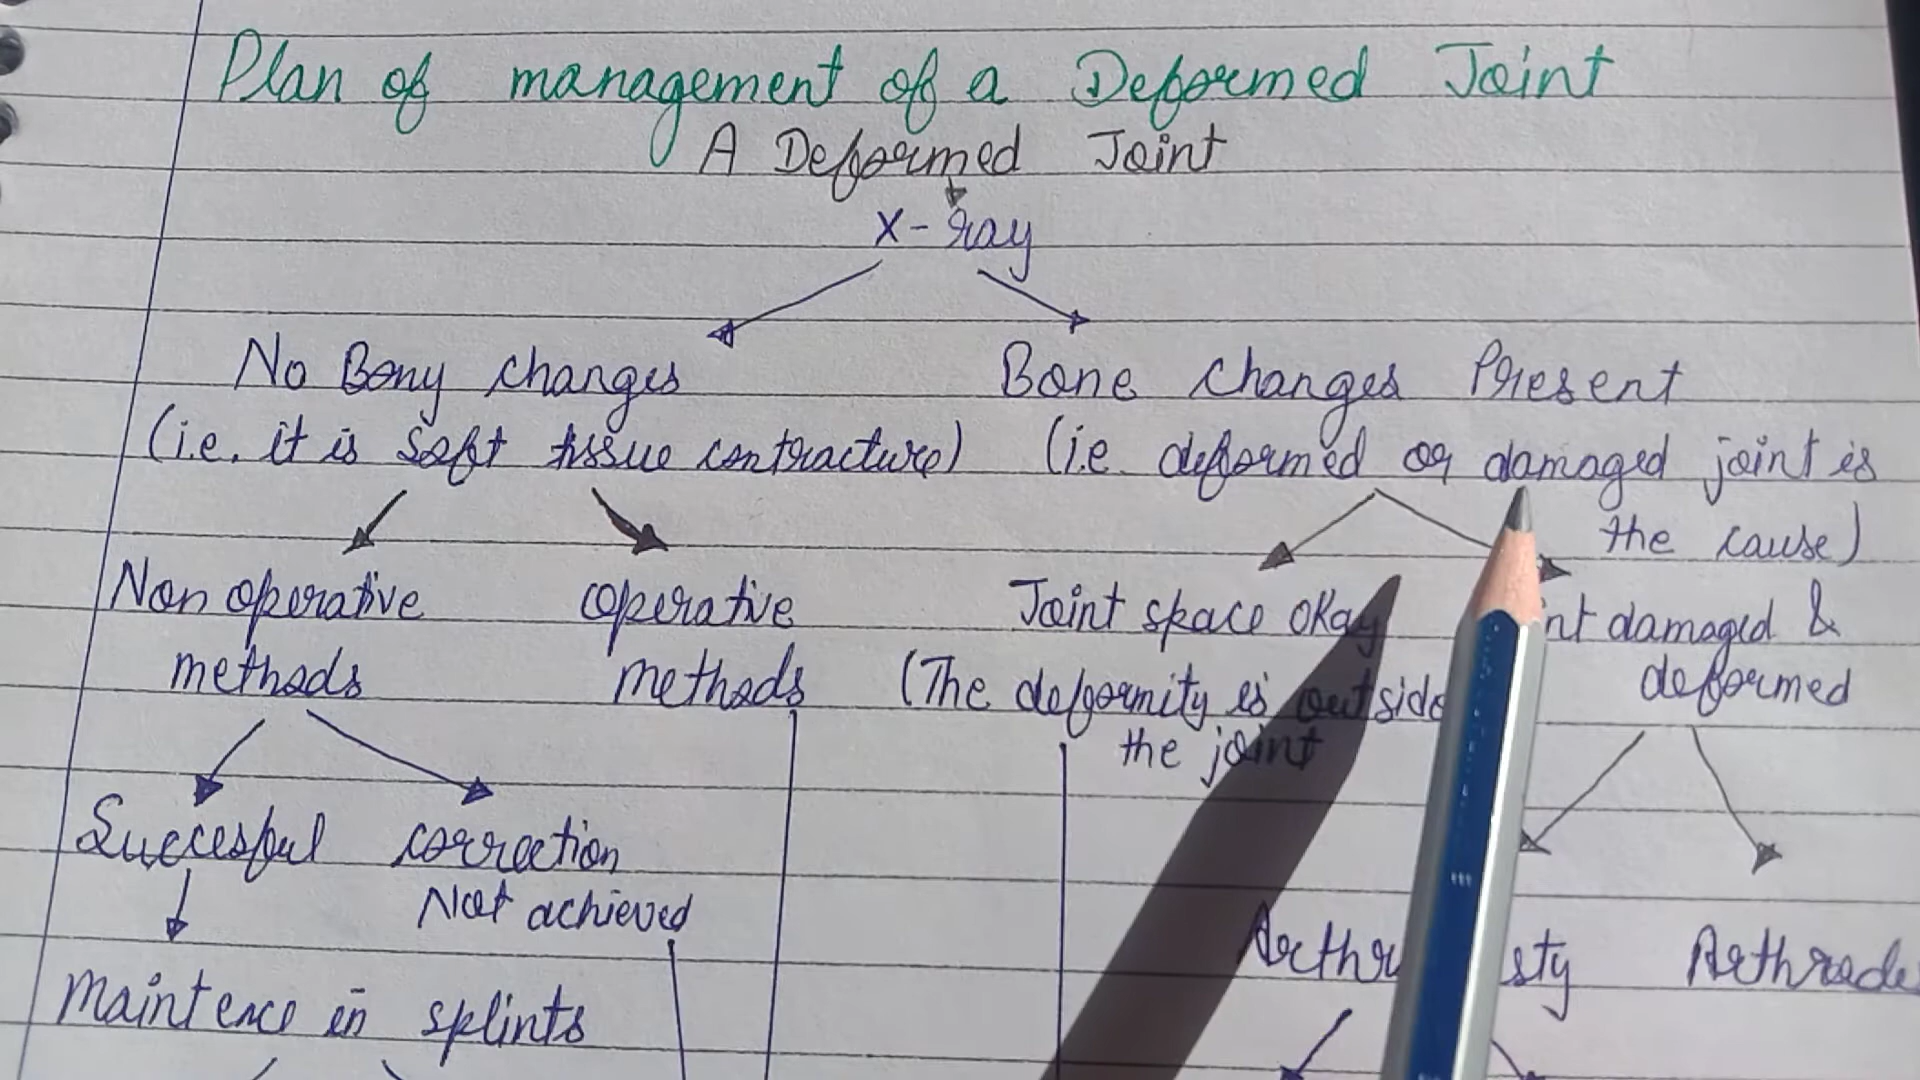 Plan of management of a Deformed Joint
A Deformed Joint
X-ray
No Bony changes
Bone changes Present
(i.e. it is soft tissue contracture)
(i.e. deformed or damaged joint is
the cause)
Non operative
methods
operative
methods
Joint space okay
(The deformity is outside
the joint
damaged &
deformed
Succesful
correction
Not achieved
Maintence in splints